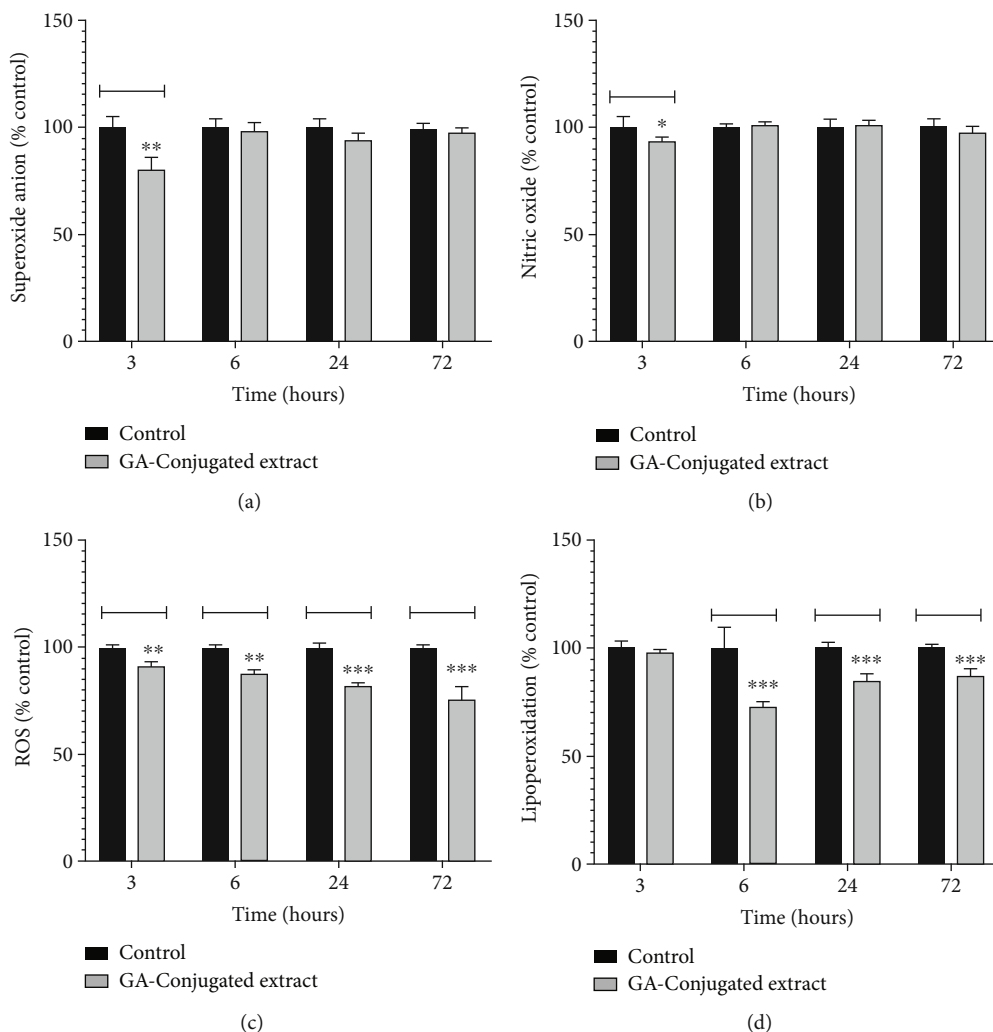 150
100
50
0
Superoxide anion (% control)
**
3 6 24 72
Time (hours)
Control
GA-Conjugated extract
(a)
150
100
50
0
Nitric oxide (% control)
*
3 6 24 72
Time (hours)
Control
GA-Conjugated extract
(b)
150
100
50
0
ROS (% control)
** ** *** ***
3 6 24 72
Time (hours)
Control
GA-Conjugated extract
(c)
150
100
50
0
Lipoperoxidation (% control)
*** *** ***
3 6 24 72
Time (hours)
Control
GA-Conjugated extract
(d)